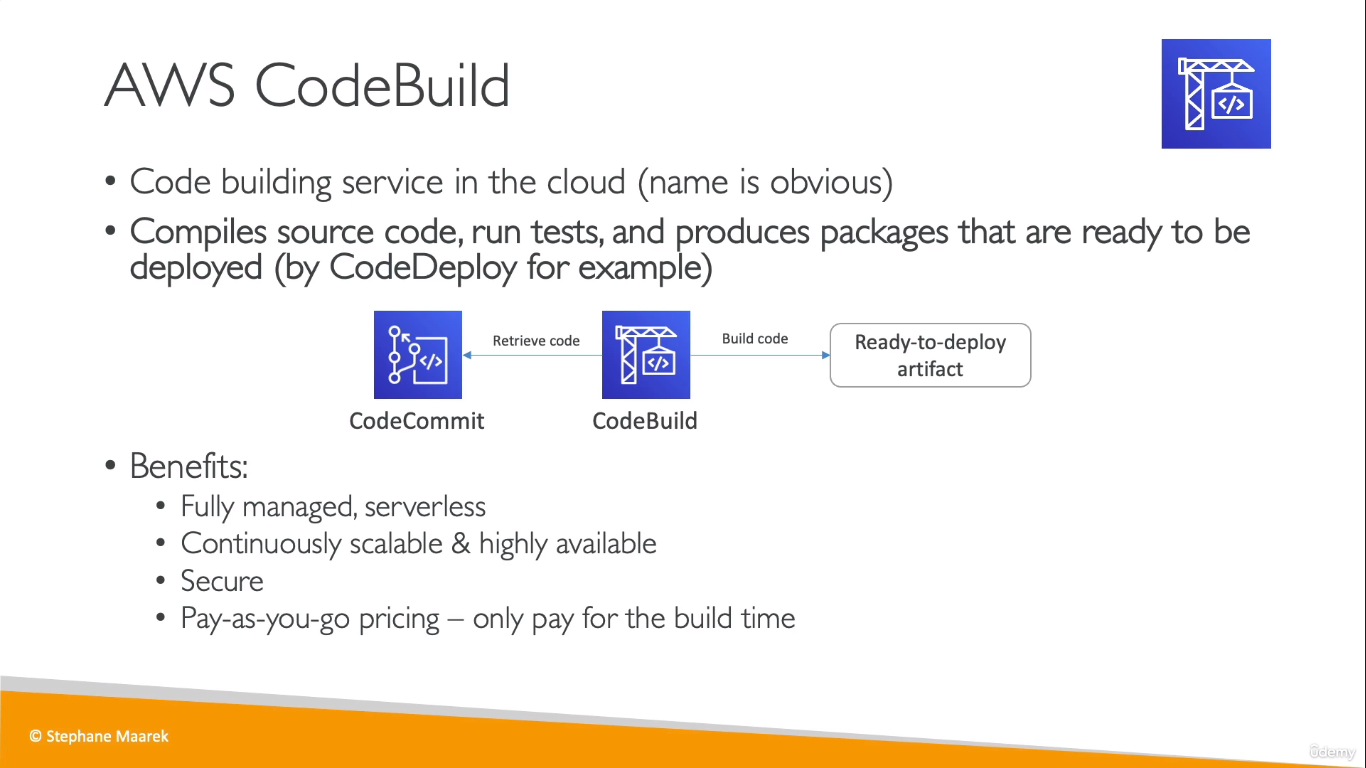 AWS CodeBuild
</>
• Code building service in the cloud (name is obvious)
• Compiles source code, run tests, and produces packages that are ready to be
deployed (by CodeDeploy for example)
</>
Retrieve code
</>
Build code
Ready-to-deploy
artifact
CodeCommit
CodeBuild
• Benefits:
• Fully managed, serverless
• Continuously scalable & highly available
• Secure
• Pay-as-you-go pricing – only pay for the build time
© Stephane Maarek
ûdemy